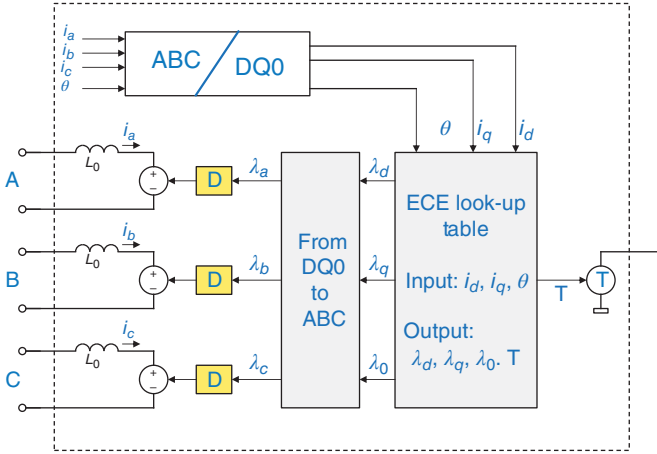 i_a
i_b
i_c
θ
ABC
DQ0
θ
i_q
i_d
A
i_a
L_0
+
−
D
λ_a
λ_d
B
i_b
L_0
+
−
D
λ_b
λ_q
C
i_c
L_0
+
−
D
λ_c
λ_0
From
DQ0
to
ABC
ECE look-up
table
Input: i_d, i_q, θ
Output:
λ_d, λ_q, λ_0. T
T
T